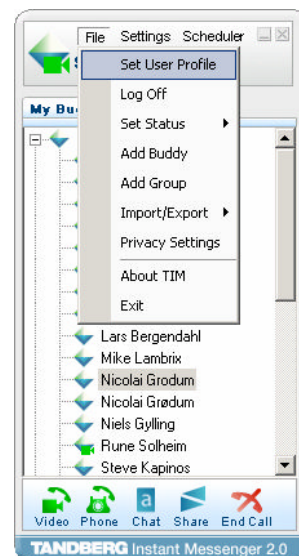 File Settings Scheduler
S
My Bu
Set User Profile
Log Off
Set Status
Add Buddy
Add Group
Import/Export
Privacy Settings
About TIM
Exit
Lars Bergendahl
Mike Lambrix
Nicolai Grodum
Nicolai Grødum
Niels Gylling
Rune Solheim
Steve Kapinos
Video Phone Chat Share End Call
TANDBERG Instant Messenger 2.0